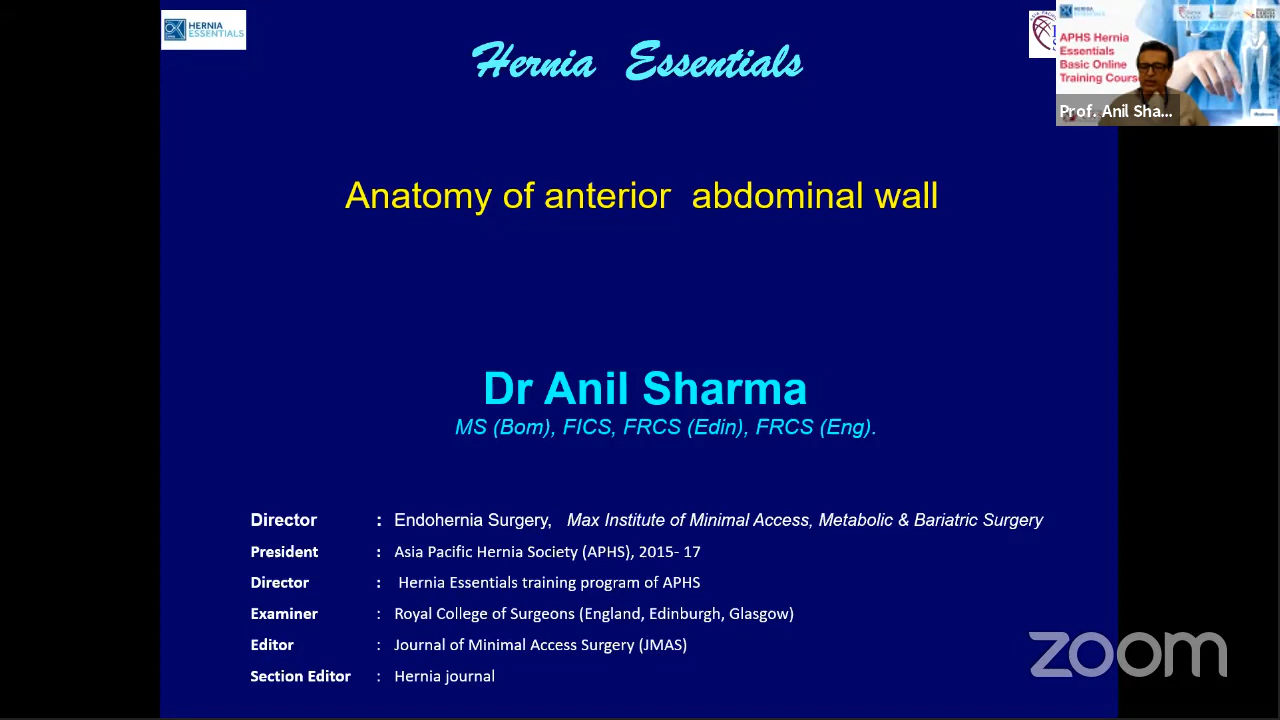 HERNIA
ESSENTIALS
Hernia Essentials
APHS Hernia
Essentials
Basic Online
Training Course
Prof. Anil Sha...
Anatomy of anterior abdominal wall
Dr Anil Sharma
MS (Bom), FICS, FRCS (Edin), FRCS (Eng).
Director : Endohernia Surgery, Max Institute of Minimal Access, Metabolic & Bariatric Surgery
President : Asia Pacific Hernia Society (APHS), 2015- 17
Director : Hernia Essentials training program of APHS
Examiner : Royal College of Surgeons (England, Edinburgh, Glasgow)
Editor : Journal of Minimal Access Surgery (JMAS)
Section Editor : Hernia journal
zoom